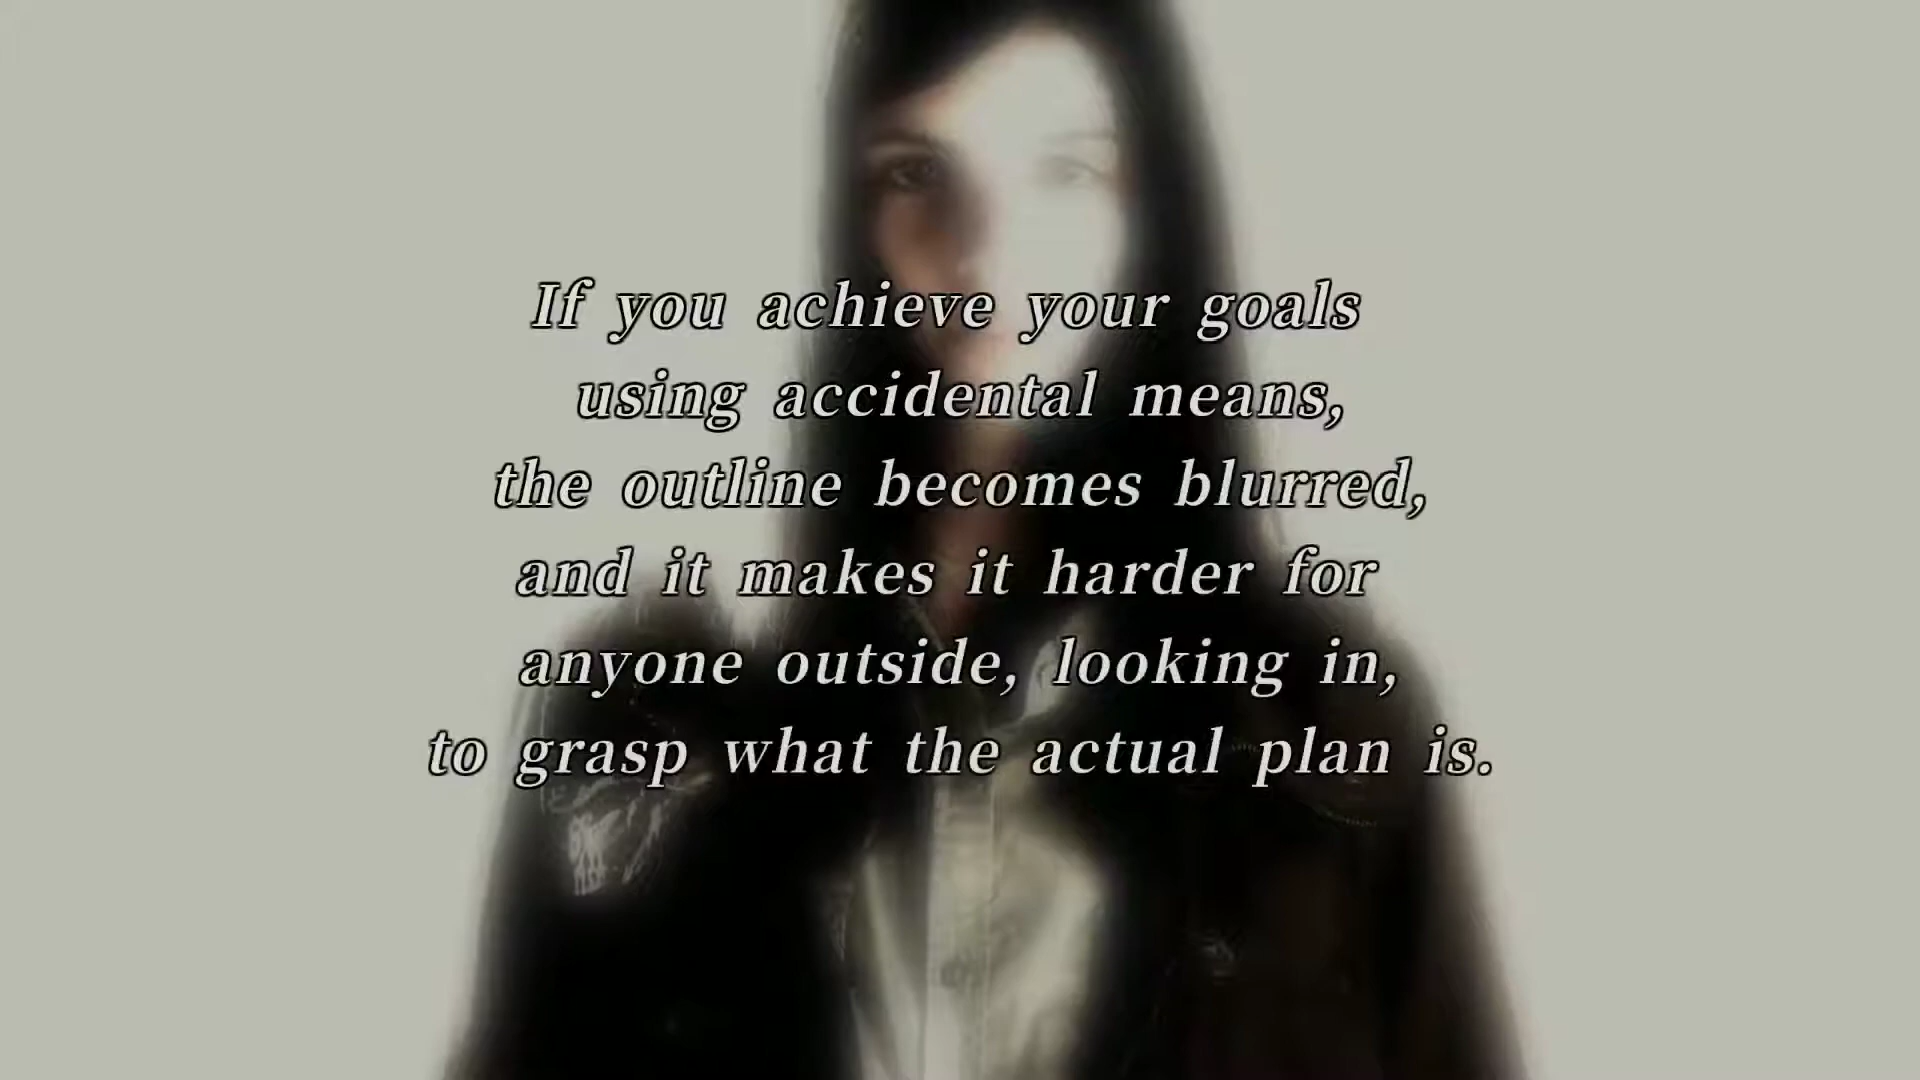 If you achieve your goals
using accidental means,
the outline becomes blurred,
and it makes it harder for
anyone outside, looking in,
to grasp what the actual plan is.